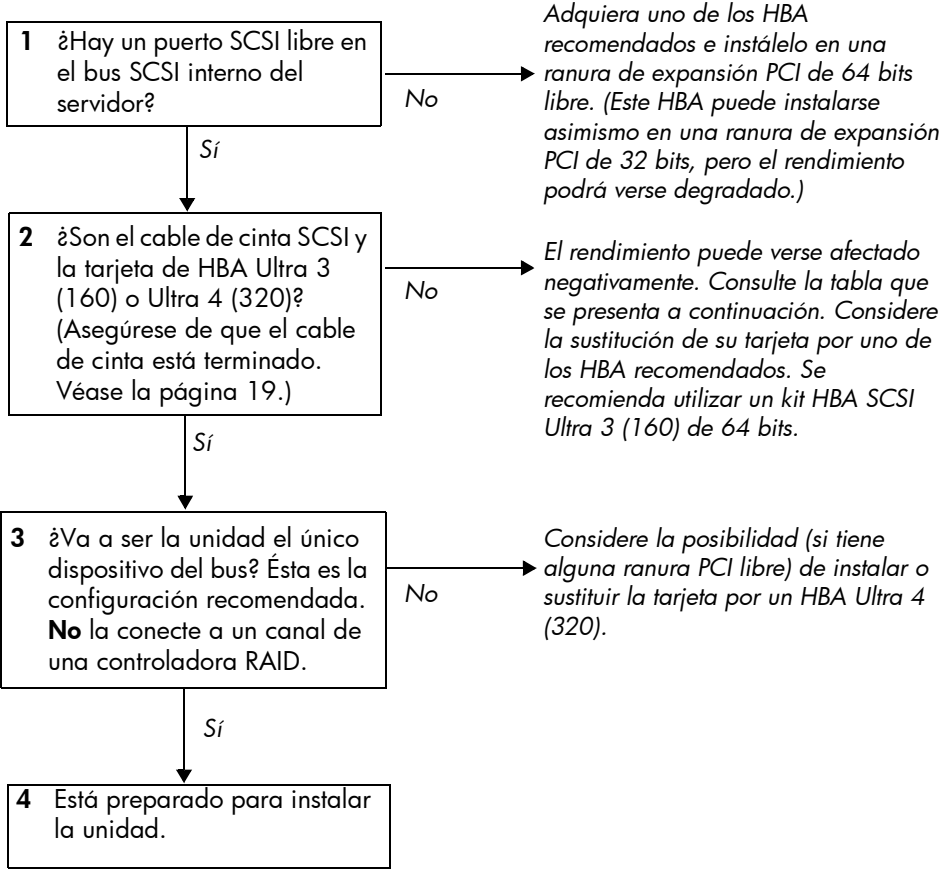 1 ¿Hay un puerto SCSI libre en
el bus SCSI interno del
servidor?
No
Adquiera uno de los HBA
recomendados e instálelo en una
ranura de expansión PCI de 64 bits
libre. (Este HBA puede instalarse
asimismo en una ranura de expansión
PCI de 32 bits, pero el rendimiento
podrá verse degradado.)
Sí
2 ¿Son el cable de cinta SCSI y
la tarjeta de HBA Ultra 3
(160) o Ultra 4 (320)?
(Asegúrese de que el cable
de cinta está terminado.
Véase la página 19.)
No
El rendimiento puede verse afectado
negativamente. Consulte la tabla que
se presenta a continuación. Considere
la sustitución de su tarjeta por uno de
los HBA recomendados. Se
recomienda utilizar un kit HBA SCSI
Ultra 3 (160) de 64 bits.
Sí
3 ¿Va a ser la unidad el único
dispositivo del bus? Ésta es la
configuración recomendada.
No la conecte a un canal de
una controladora RAID.
No
Considere la posibilidad (si tiene
alguna ranura PCI libre) de instalar o
sustituir la tarjeta por un HBA Ultra 4
(320).
Sí
4 Está preparado para instalar
la unidad.